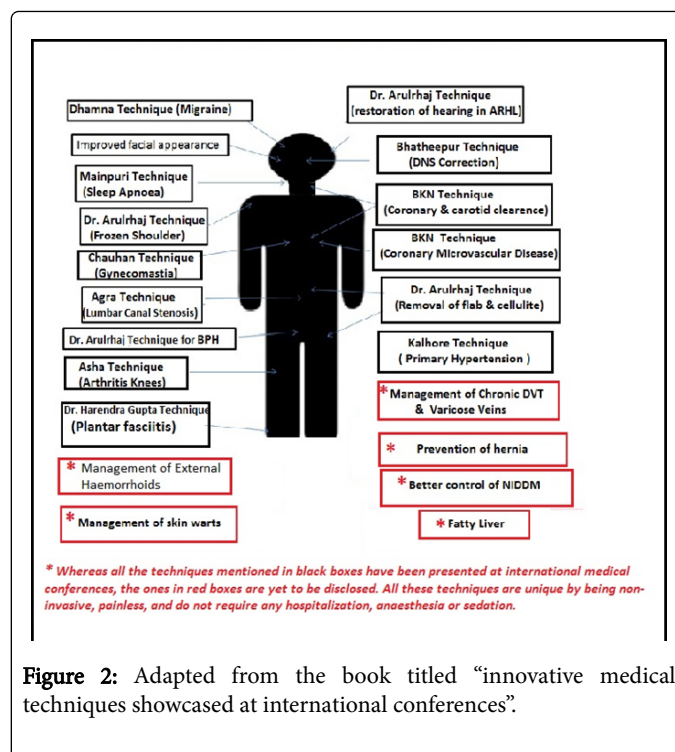 Dhamna Technique (Migraine)
Improved facial appearance
Mainpuri Technique
(Sleep Apnoea)
Dr. Arulrhaj Technique
(Frozen Shoulder)
Chauhan Technique
(Gynecomastia)
Agra Technique
(Lumbar Canal Stenosis)
Dr. Arulrhaj Technique for BPH
Asha Technique
(Arthritis Knees)
Dr. Harendra Gupta Technique
(Plantar fasciitis)
* Management of External
Haemorrhoids
* Management of skin warts
Dr. Arulrhaj Technique
(restoration of hearing in ARHL)
Bhatheepur Technique
(DNS Correction)
BKN Technique
(Coronary & carotid clearence)
BKN Technique
(Coronary Microvascular Disease)
Dr. Arulrhaj Technique
(Removal of flab & cellulite)
Kalhore Technique
( Primary Hypertension )
* Management of Chronic DVT
& Varicose Veins
* Prevention of hernia
* Better control of NIDDM
* Fatty Liver
* Whereas all the techniques mentioned in black boxes have been presented at international medical
conferences, the ones in red boxes are yet to be disclosed. All these techniques are unique by being non-
invasive, painless, and do not require any hospitalization, anaesthesia or sedation.
Figure 2: Adapted from the book titled “innovative medical
techniques showcased at international conferences”.